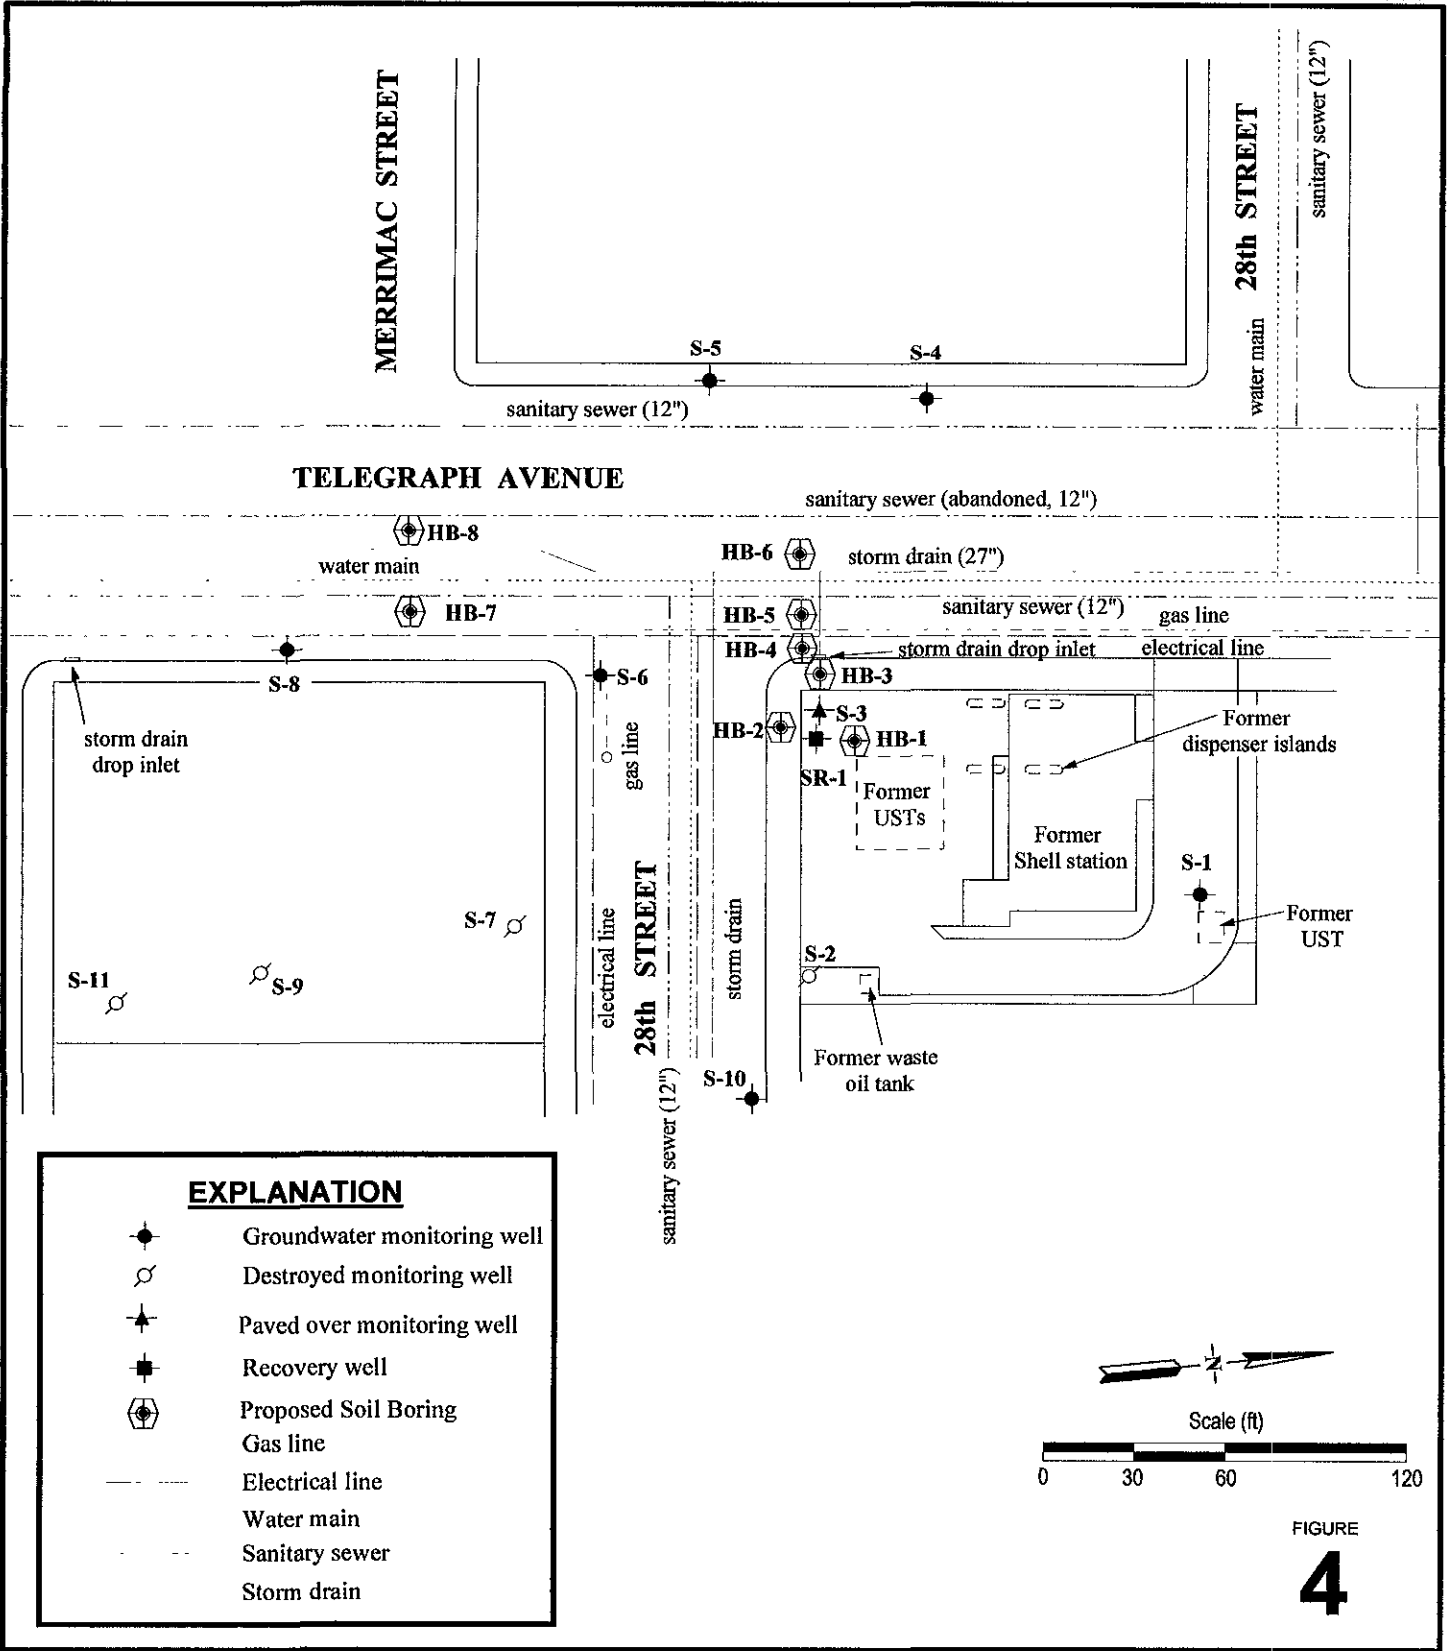 MERRIMAC STREET
28th STREET
sanitary sewer (12")
water main
S-5
S-4
sanitary sewer (12")
TELEGRAPH AVENUE
sanitary sewer (abandoned, 12")
HB-8
HB-6
storm drain (27")
water main
HB-7
HB-5
sanitary sewer (12")
gas line
HB-4
storm drain drop inlet
electrical line
S-8
S-6
HB-3
S-3
HB-2
HB-1
SR-1
storm drain
drop inlet
gas line
Former
dispenser islands
Former
USTs
Former
Shell station
S-1
Former
UST
S-7
S-9
S-11
electrical line
28th STREET
storm drain
S-2
Former waste
oil tank
S-10
sanitary sewer (12")
EXPLANATION
Groundwater monitoring well
Destroyed monitoring well
Paved over monitoring well
Recovery well
Proposed Soil Boring
Gas line
Electrical line
Water main
Sanitary sewer
Storm drain
N
Scale (ft)
0 30 60 120
FIGURE
4